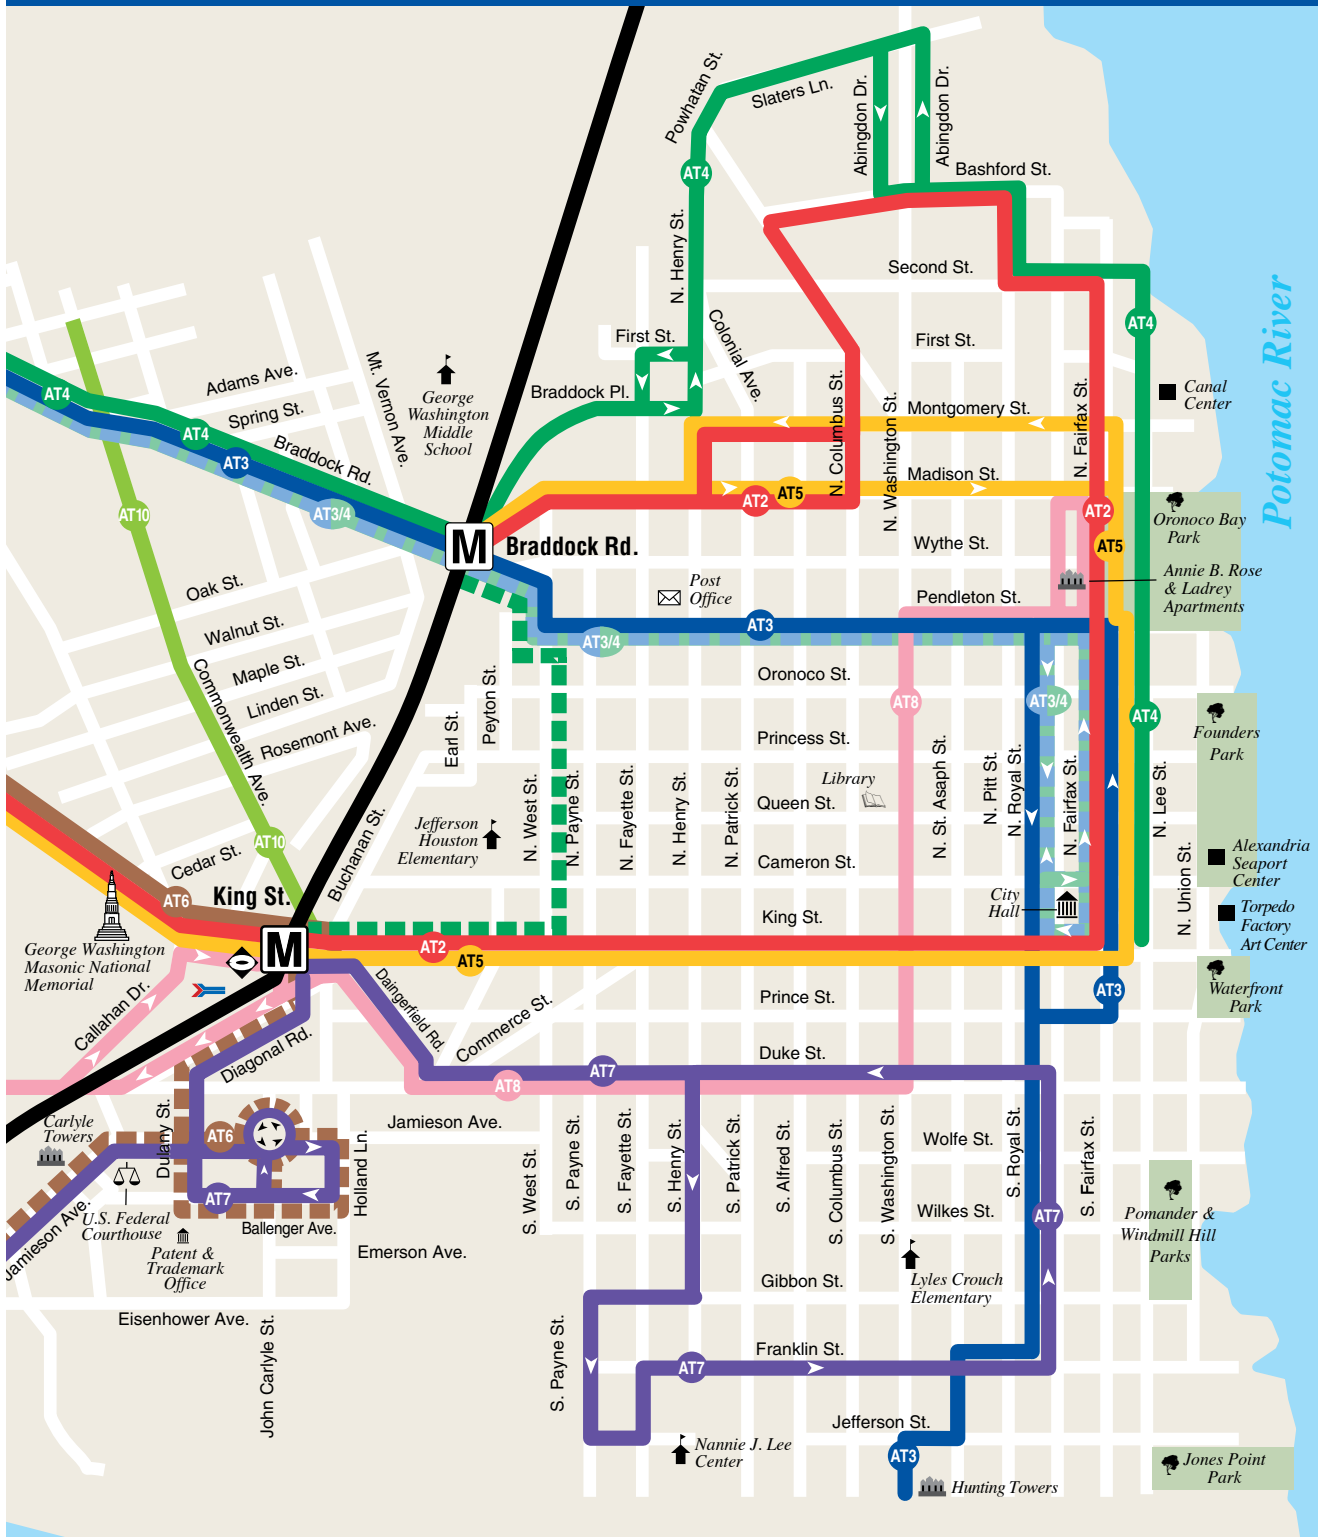 Powhatan St.
Slaters Ln.
Abingdon Dr.
Abingdon Dr.
Bashford St.
AT4
N. Henry St.
Second St.
Potomac River
First St.
Colonial Ave.
First St.
AT4
Mt. Vernon Ave.
George
Washington
Middle
School
Adams Ave.
Spring St.
Braddock Rd.
AT4
AT4
AT3
AT3/4
AT10
Braddock Pl.
N. Columbus St.
N. Washington St.
Montgomery St.
N. Fairfax St.
Canal
Center
Madison St.
AT2
AT5
AT2
AT5
Oronoco Bay
Park
M
Braddock Rd.
Wythe St.
Annie B. Rose
& Ladrey
Apartments
Post
Office
Pendleton St.
Oak St.
Walnut St.
Maple St.
Linden St.
Rosemont Ave.
Commonwealth Ave.
AT3
AT3/4
Oronoco St.
AT8
AT3/4
AT4
Founders
Park
Peyton St.
Earl St.
Princess St.
Library
Queen St.
N. West St.
N. Payne St.
N. Fayette St.
N. Henry St.
N. Patrick St.
N. St. Asaph St.
N. Pitt St.
N. Royal St.
N. Fairfax St.
N. Lee St.
N. Union St.
Jefferson
Houston
Elementary
Buchanan St.
AT10
Cedar St.
Cameron St.
Alexandria
Seaport
Center
AT6
King St.
M
City
Hall
King St.
Torpedo
Factory
Art Center
AT2
AT5
George Washington
Masonic National
Memorial
Callahan Dr.
Daingerfield Rd.
Commerce St.
Prince St.
AT3
Waterfront
Park
Diagonal Rd.
Duke St.
AT7
AT8
Carlyle
Towers
Dulany St.
AT6
AT7
Holland Ln.
Jamieson Ave.
Jamieson Ave.
U.S. Federal
Courthouse
Patent &
Trademark
Office
Ballenger Ave.
Emerson Ave.
Eisenhower Ave.
John Carlyle St.
S. West St.
S. Payne St.
S. Fayette St.
S. Henry St.
S. Patrick St.
S. Alfred St.
S. Columbus St.
S. Washington St.
Wolfe St.
S. Royal St.
S. Fairfax St.
Wilkes St.
AT7
Pomander &
Windmill Hill
Parks
Gibbon St.
Lyles Crouch
Elementary
S. Payne St.
AT7
Franklin St.
Jefferson St.
Nannie J. Lee
Center
AT3
Hunting Towers
Jones Point
Park